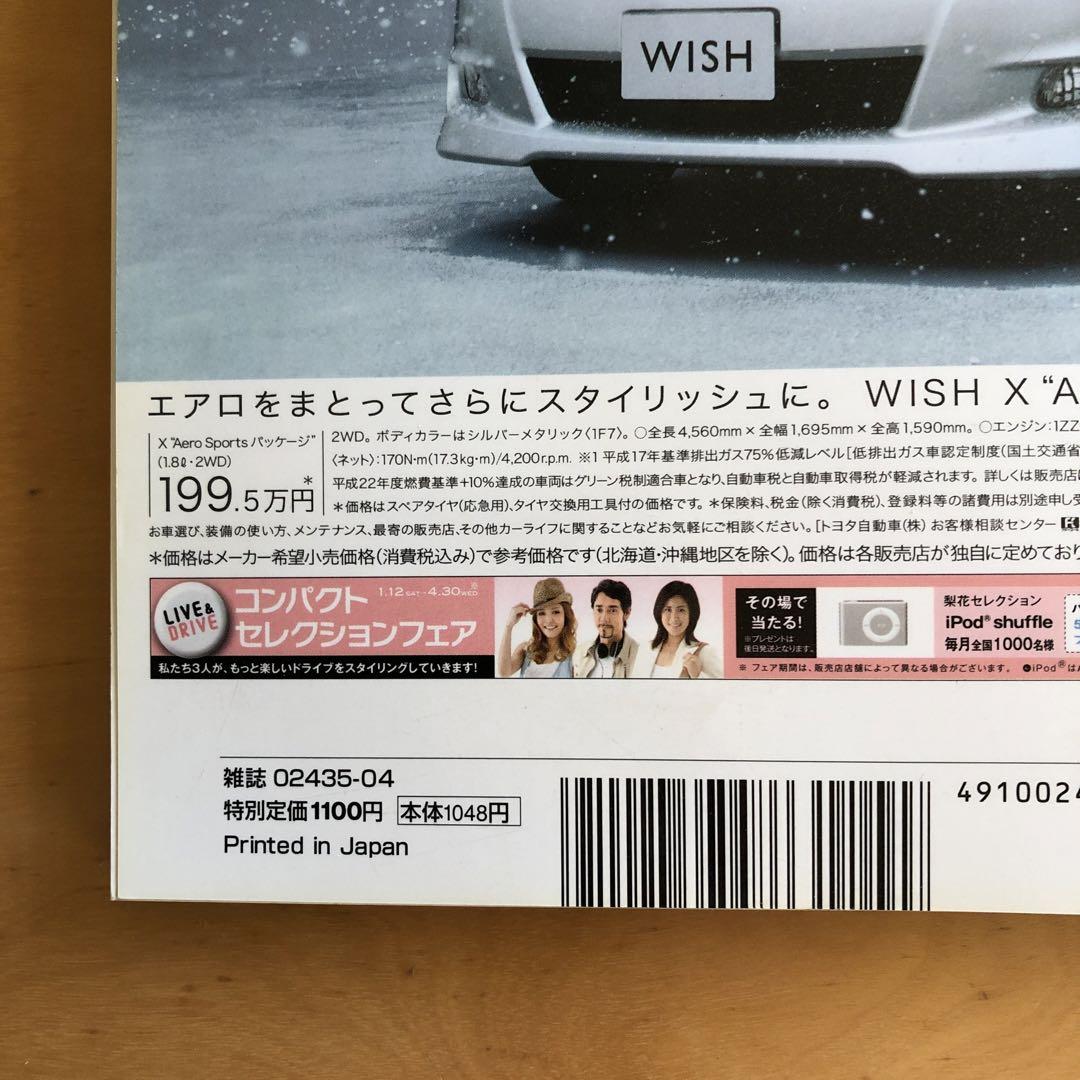 WISH
エアロをまとってさらにスタイリッシュに。 WISH X “A
X “Aero Sports パッケージ”
(1.8ℓ・2WD)
199.5万円*
2WD。ボディカラーはシルバーメタリック〈1F7〉。○全長4,560mm×全幅1,695mm×全高1,590mm。○エンジン:1ZZ
〈ネット〉:170N・m(17.3kg・m)/4,200r.p.m. ※1 平成17年基準排出ガス75%低減レベル[低排出ガス車認定制度(国土交通省
平成22年度燃費基準+10%達成の車両はグリーン税制適合車となり、自動車税と自動車取得税が軽減されます。詳しくは販売店
*価格はスペアタイヤ(応急用)、タイヤ交換用工具付の価格です。*保険料、税金(除く消費税)、登録料等の諸費用は別途申し受
お車選び、装備の使い方、メンテナンス、最寄の販売店、その他カーライフに関することなどお気軽にご相談ください。[トヨタ自動車(株) お客様相談センター
*価格はメーカー希望小売価格(消費税込み)で参考価格です(北海道・沖縄地区を除く)。価格は各販売店が独自に定めており
LIVE & DRIVE
コンパクト 1.12 SAT - 4.30 WED ※
セレクションフェア
私たち3人が、もっと楽しいドライブをスタイリングしていきます!
その場で
当たる!
※プレゼントは
後日発送となります。
梨花セレクション
iPod® shuffle
毎月全国1000名様
※ フェア期間は、販売店店舗によって異なる場合がございます。 ●iPod®はA
雑誌 02435-04
特別定価1100円 本体1048円
Printed in Japan
4910024